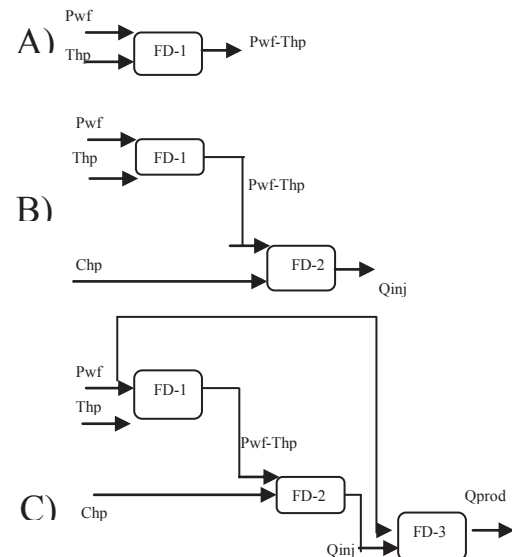 Pwf
A)
Thp
FD-1
Pwf-Thp
Pwf
Thp
FD-1
Pwf-Thp
B)
Chp
FD-2
Qinj
Pwf
Thp
FD-1
Pwf-Thp
C)
Chp
FD-2
Qinj
Qprod
FD-3